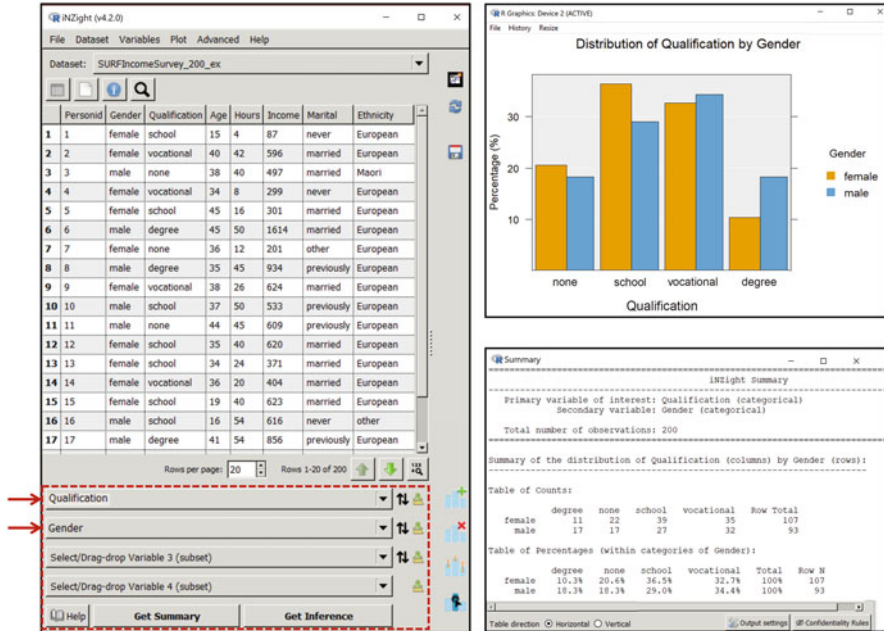 iNZight (v4.2.0)
File Dataset Variables Plot Advanced Help
Dataset: SURFIncomeSurvey_200_ex
Personid Gender Qualification Age Hours Income Marital Ethnicity
1 1 female school 15 4 87 never European
2 2 female vocational 40 42 596 married European
3 3 male none 38 40 497 married Maori
4 4 female vocational 34 8 299 never European
5 5 female school 45 16 301 married European
6 6 male degree 45 50 1614 married European
7 7 female none 36 12 201 other European
8 8 male degree 35 45 934 previously European
9 9 female vocational 38 26 624 married European
10 10 male school 37 50 533 previously European
11 11 male none 44 45 609 previously European
12 12 female school 35 40 620 married European
13 13 female school 34 24 371 married European
14 14 female vocational 36 20 404 married European
15 15 female school 19 40 623 married European
16 16 male school 16 54 616 never other
17 17 male degree 41 54 856 previously European
Rows per page: 20 Rows 1-20 of 200
Qualification
Gender
Select/Drag-drop Variable 3 (subset)
Select/Drag-drop Variable 4 (subset)
Help Get Summary Get Inference
R Graphics: Device 2 (ACTIVE)
File History Resize
Distribution of Qualification by Gender
Percentage (%)
30
20
10
none school vocational degree
Qualification
Gender
female
male
Summary
iNZight Summary
Primary variable of interest: Qualification (categorical)
Secondary variable: Gender (categorical)
Total number of observations: 200
Summary of the distribution of Qualification (columns) by Gender (rows):
Table of Counts:
degree none school vocational Row Total
female 11 22 39 35 107
male 17 17 27 32 93
Table of Percentages (within categories of Gender):
degree none school vocational Total Row N
female 10.3% 20.6% 36.5% 32.7% 100% 107
male 18.3% 18.3% 29.0% 34.4% 100% 93
Table direction Horizontal Vertical Output settings Confidentiality Rules